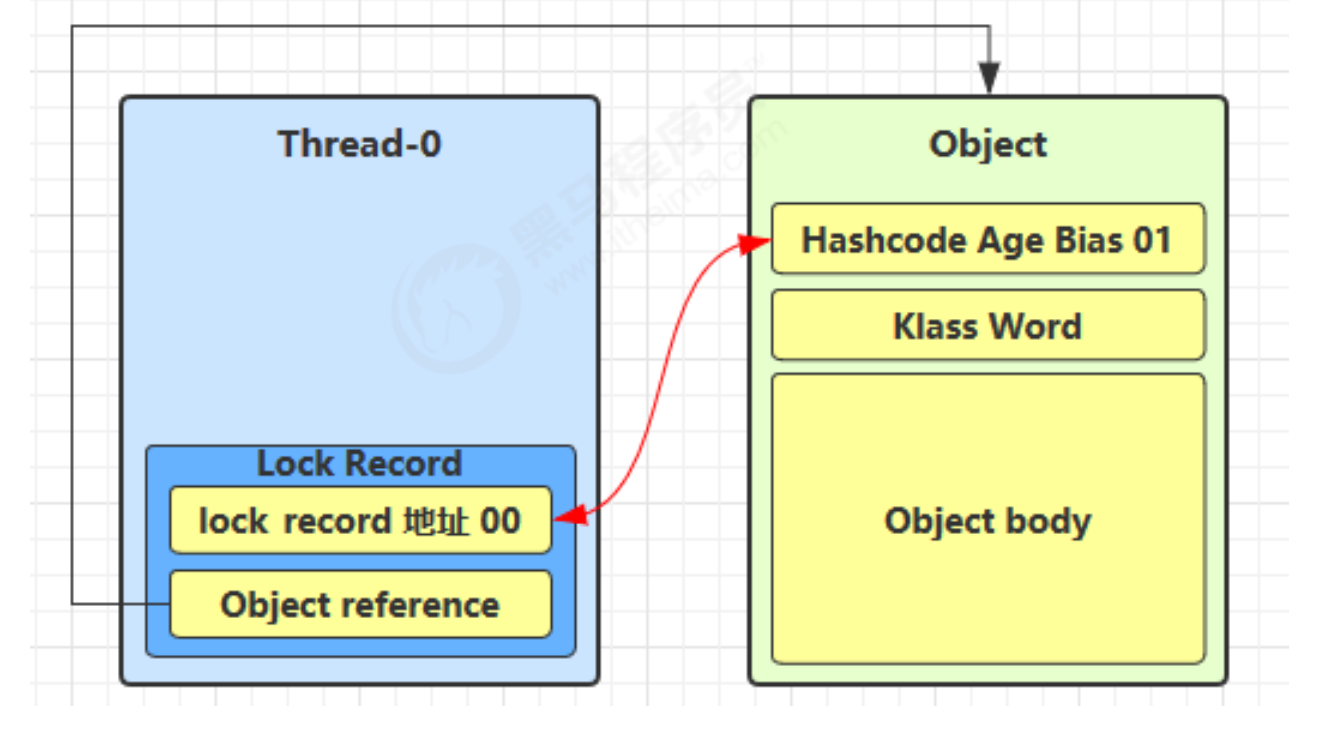 Thread-0
Lock Record
lock record 地址 00
Object reference
Object
Hashcode Age Bias 01
Klass Word
Object body
黑马程序员
www.itheima.com